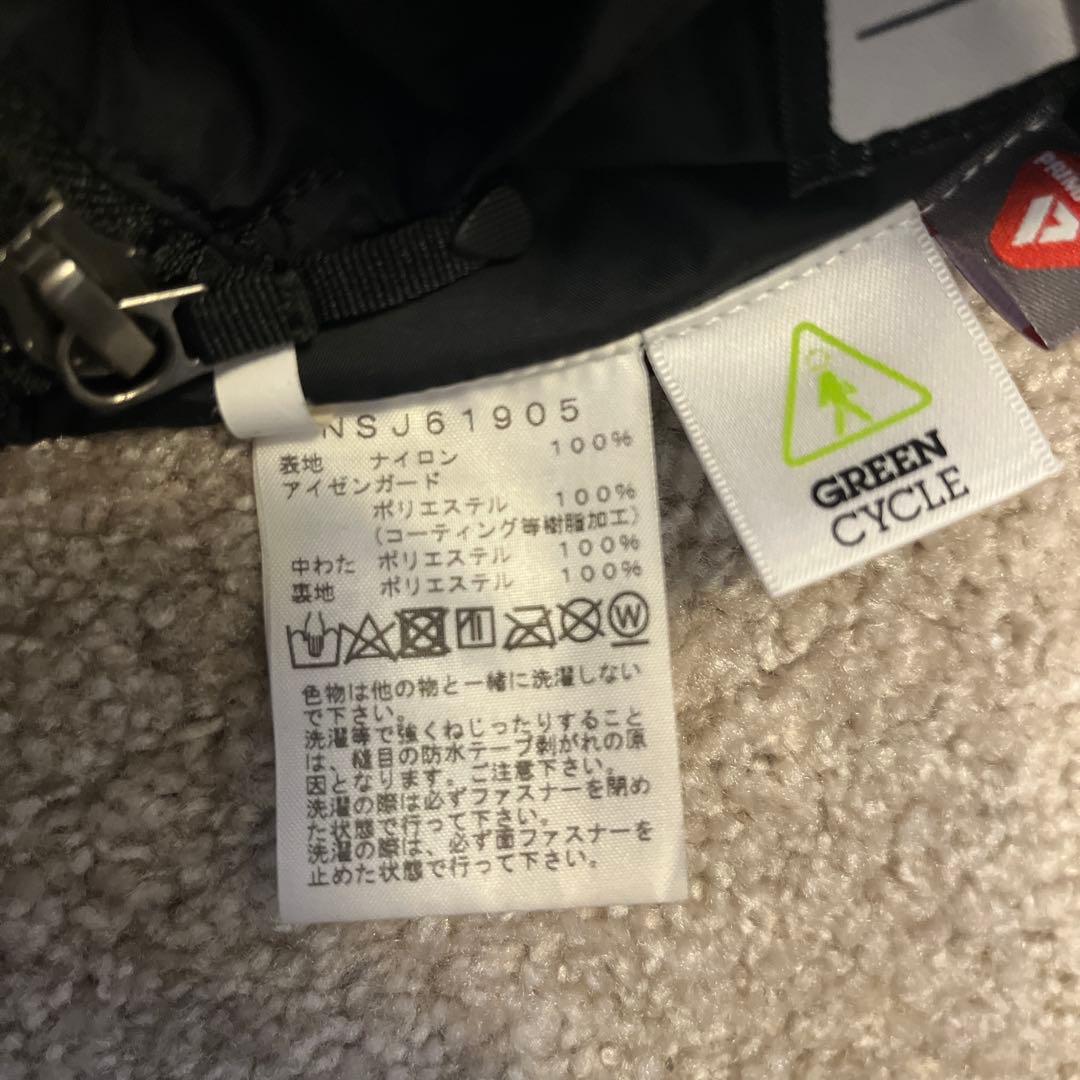 NSJ61905
表地 ナイロン 100%
アイゼンガード
ポリエステル 100%
(コーティング等樹脂加工)
中わた ポリエステル 100%
裏地 ポリエステル 100%
W
色物は他の物と一緒に洗濯しない
で下さい。
洗濯等で強くねじったりすること
は、縫目の防水テープ剥がれの原
因となります。ご注意下さい。
洗濯の際は必ずファスナーを閉め
た状態で行って下さい。
洗濯の際は、必ず面ファスナーを
止めた状態で行って下さい。
GREEN
CYCLE
PRIM